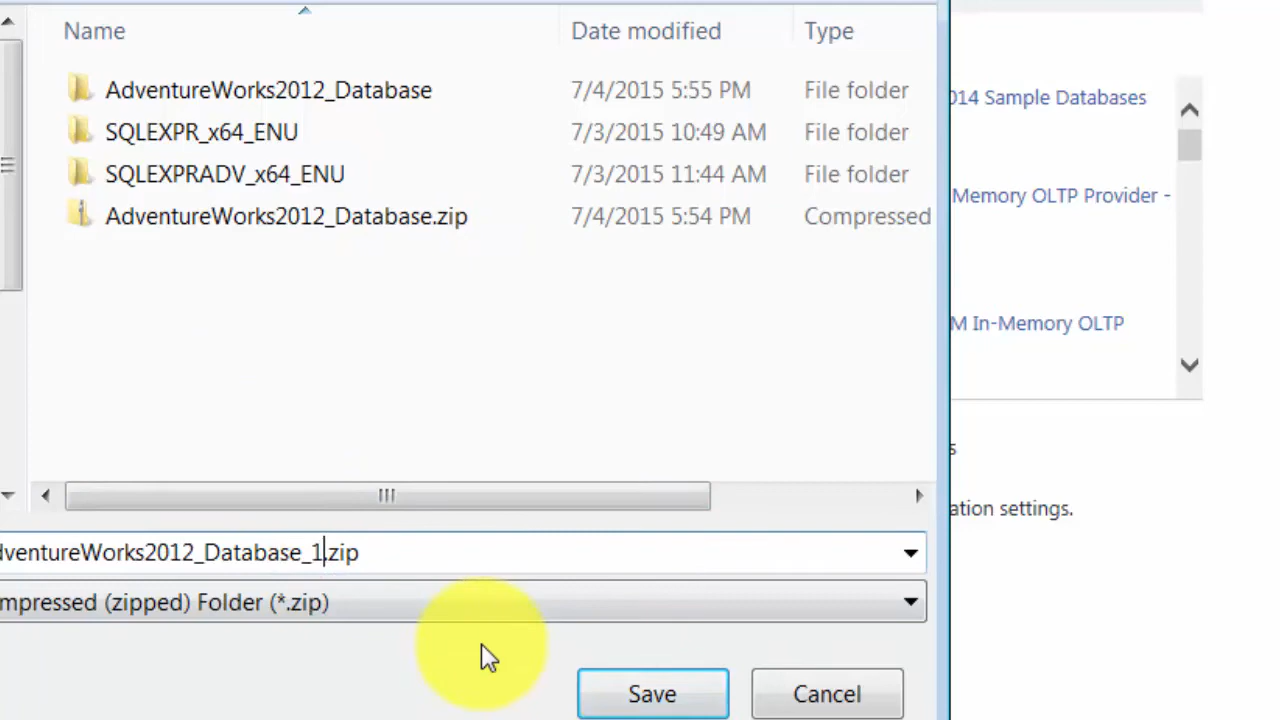 Name Date modified Type
AdventureWorks2012_Database 7/4/2015 5:55 PM File folder
SQLEXPR_x64_ENU 7/3/2015 10:49 AM File folder
SQLEXPRADV_x64_ENU 7/3/2015 11:44 AM File folder
AdventureWorks2012_Database.zip 7/4/2015 5:54 PM Compressed
014 Sample Databases
Memory OLTP Provider -
M In-Memory OLTP
s
ation settings.
dventureWorks2012_Database_1.zip
mpressed (zipped) Folder (*.zip)
Save Cancel